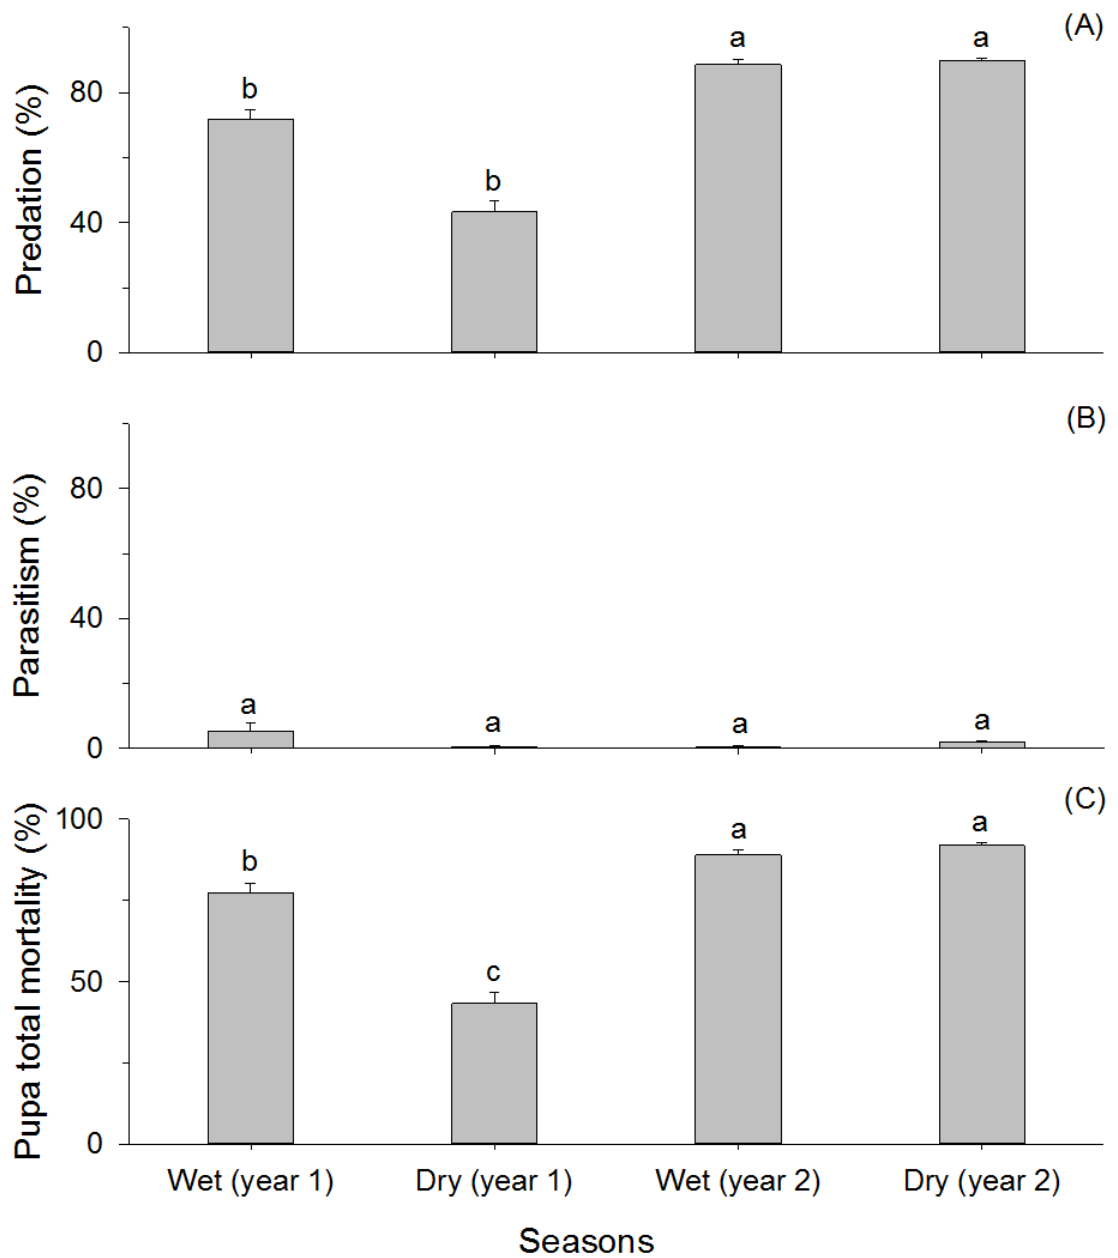 (A)
Predation (%)
80
40
0
b
b
a
a
(B)
Parasitism (%)
80
40
0
a
a
a
a
(C)
Pupa total mortality (%)
100
50
0
b
c
a
a
Wet (year 1)
Dry (year 1)
Wet (year 2)
Dry (year 2)
Seasons